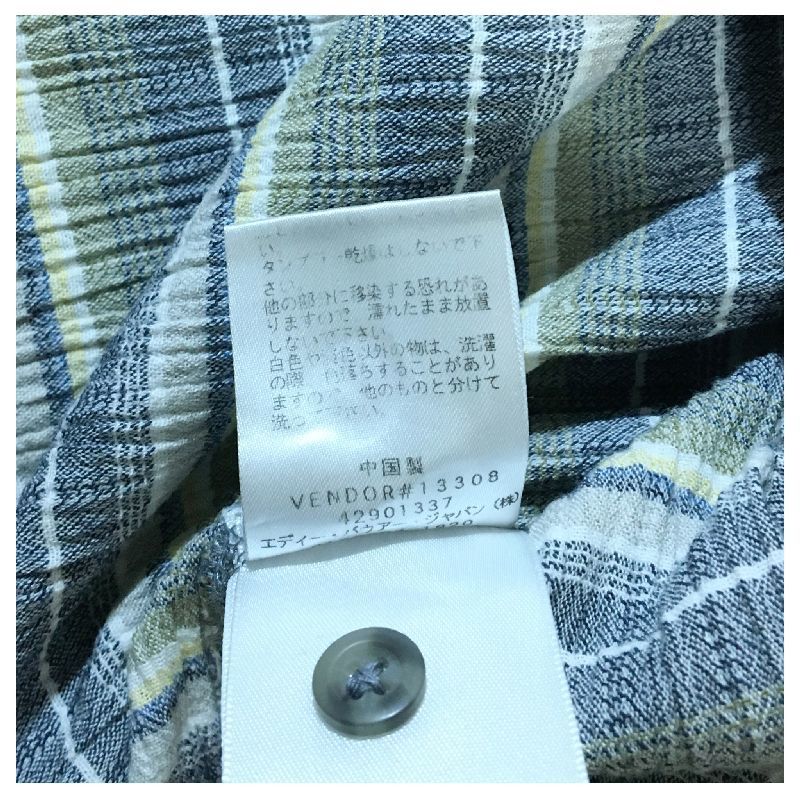 い。
タンブラー乾燥はしないで下
さい。
他の部分に移染する恐れがあ
りますので、濡れたまま放置
しないで下さい。
白色や淡色以外の物は、洗濯
の際、色落ちすることがあり
ますので、他のものと分けて
洗って下さい。
中国製
VENDOR#13308
42901337
エディー・バウアー・ジャパン(株)